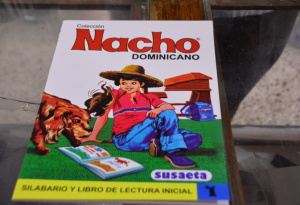 Colección
Nacho
DOMINICANO
susaeta
SILABARIO Y LIBRO DE LECTURA INICIAL